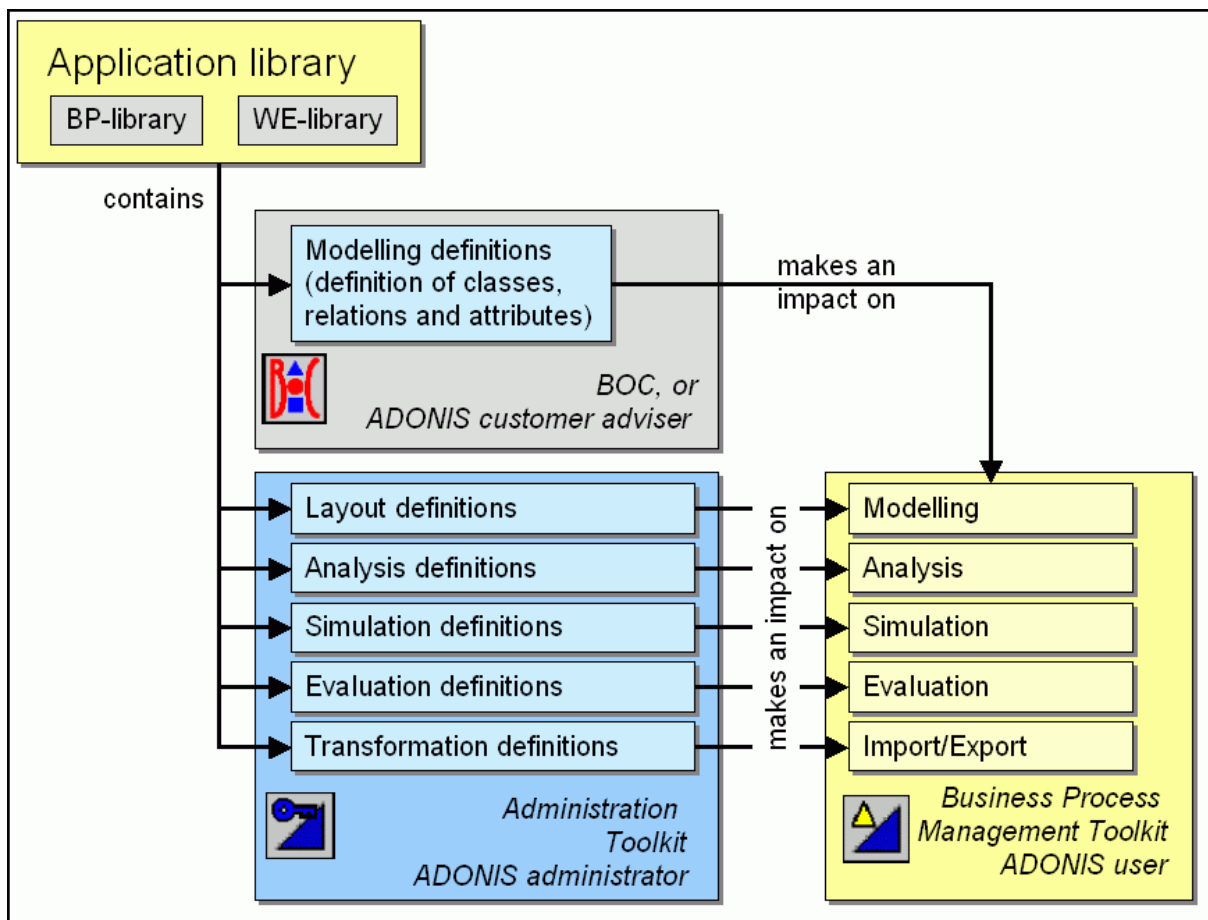 Application library
BP-library
WE-library
contains
Modelling definitions
(definition of classes,
relations and attributes)
makes an
impact on
BOC, or
ADONIS customer adviser
Layout definitions
Analysis definitions
Simulation definitions
Evaluation definitions
Transformation definitions
makes an impact on
Modelling
Analysis
Simulation
Evaluation
Import/Export
Administration
Toolkit
ADONIS administrator
Business Process
Management Toolkit
ADONIS user